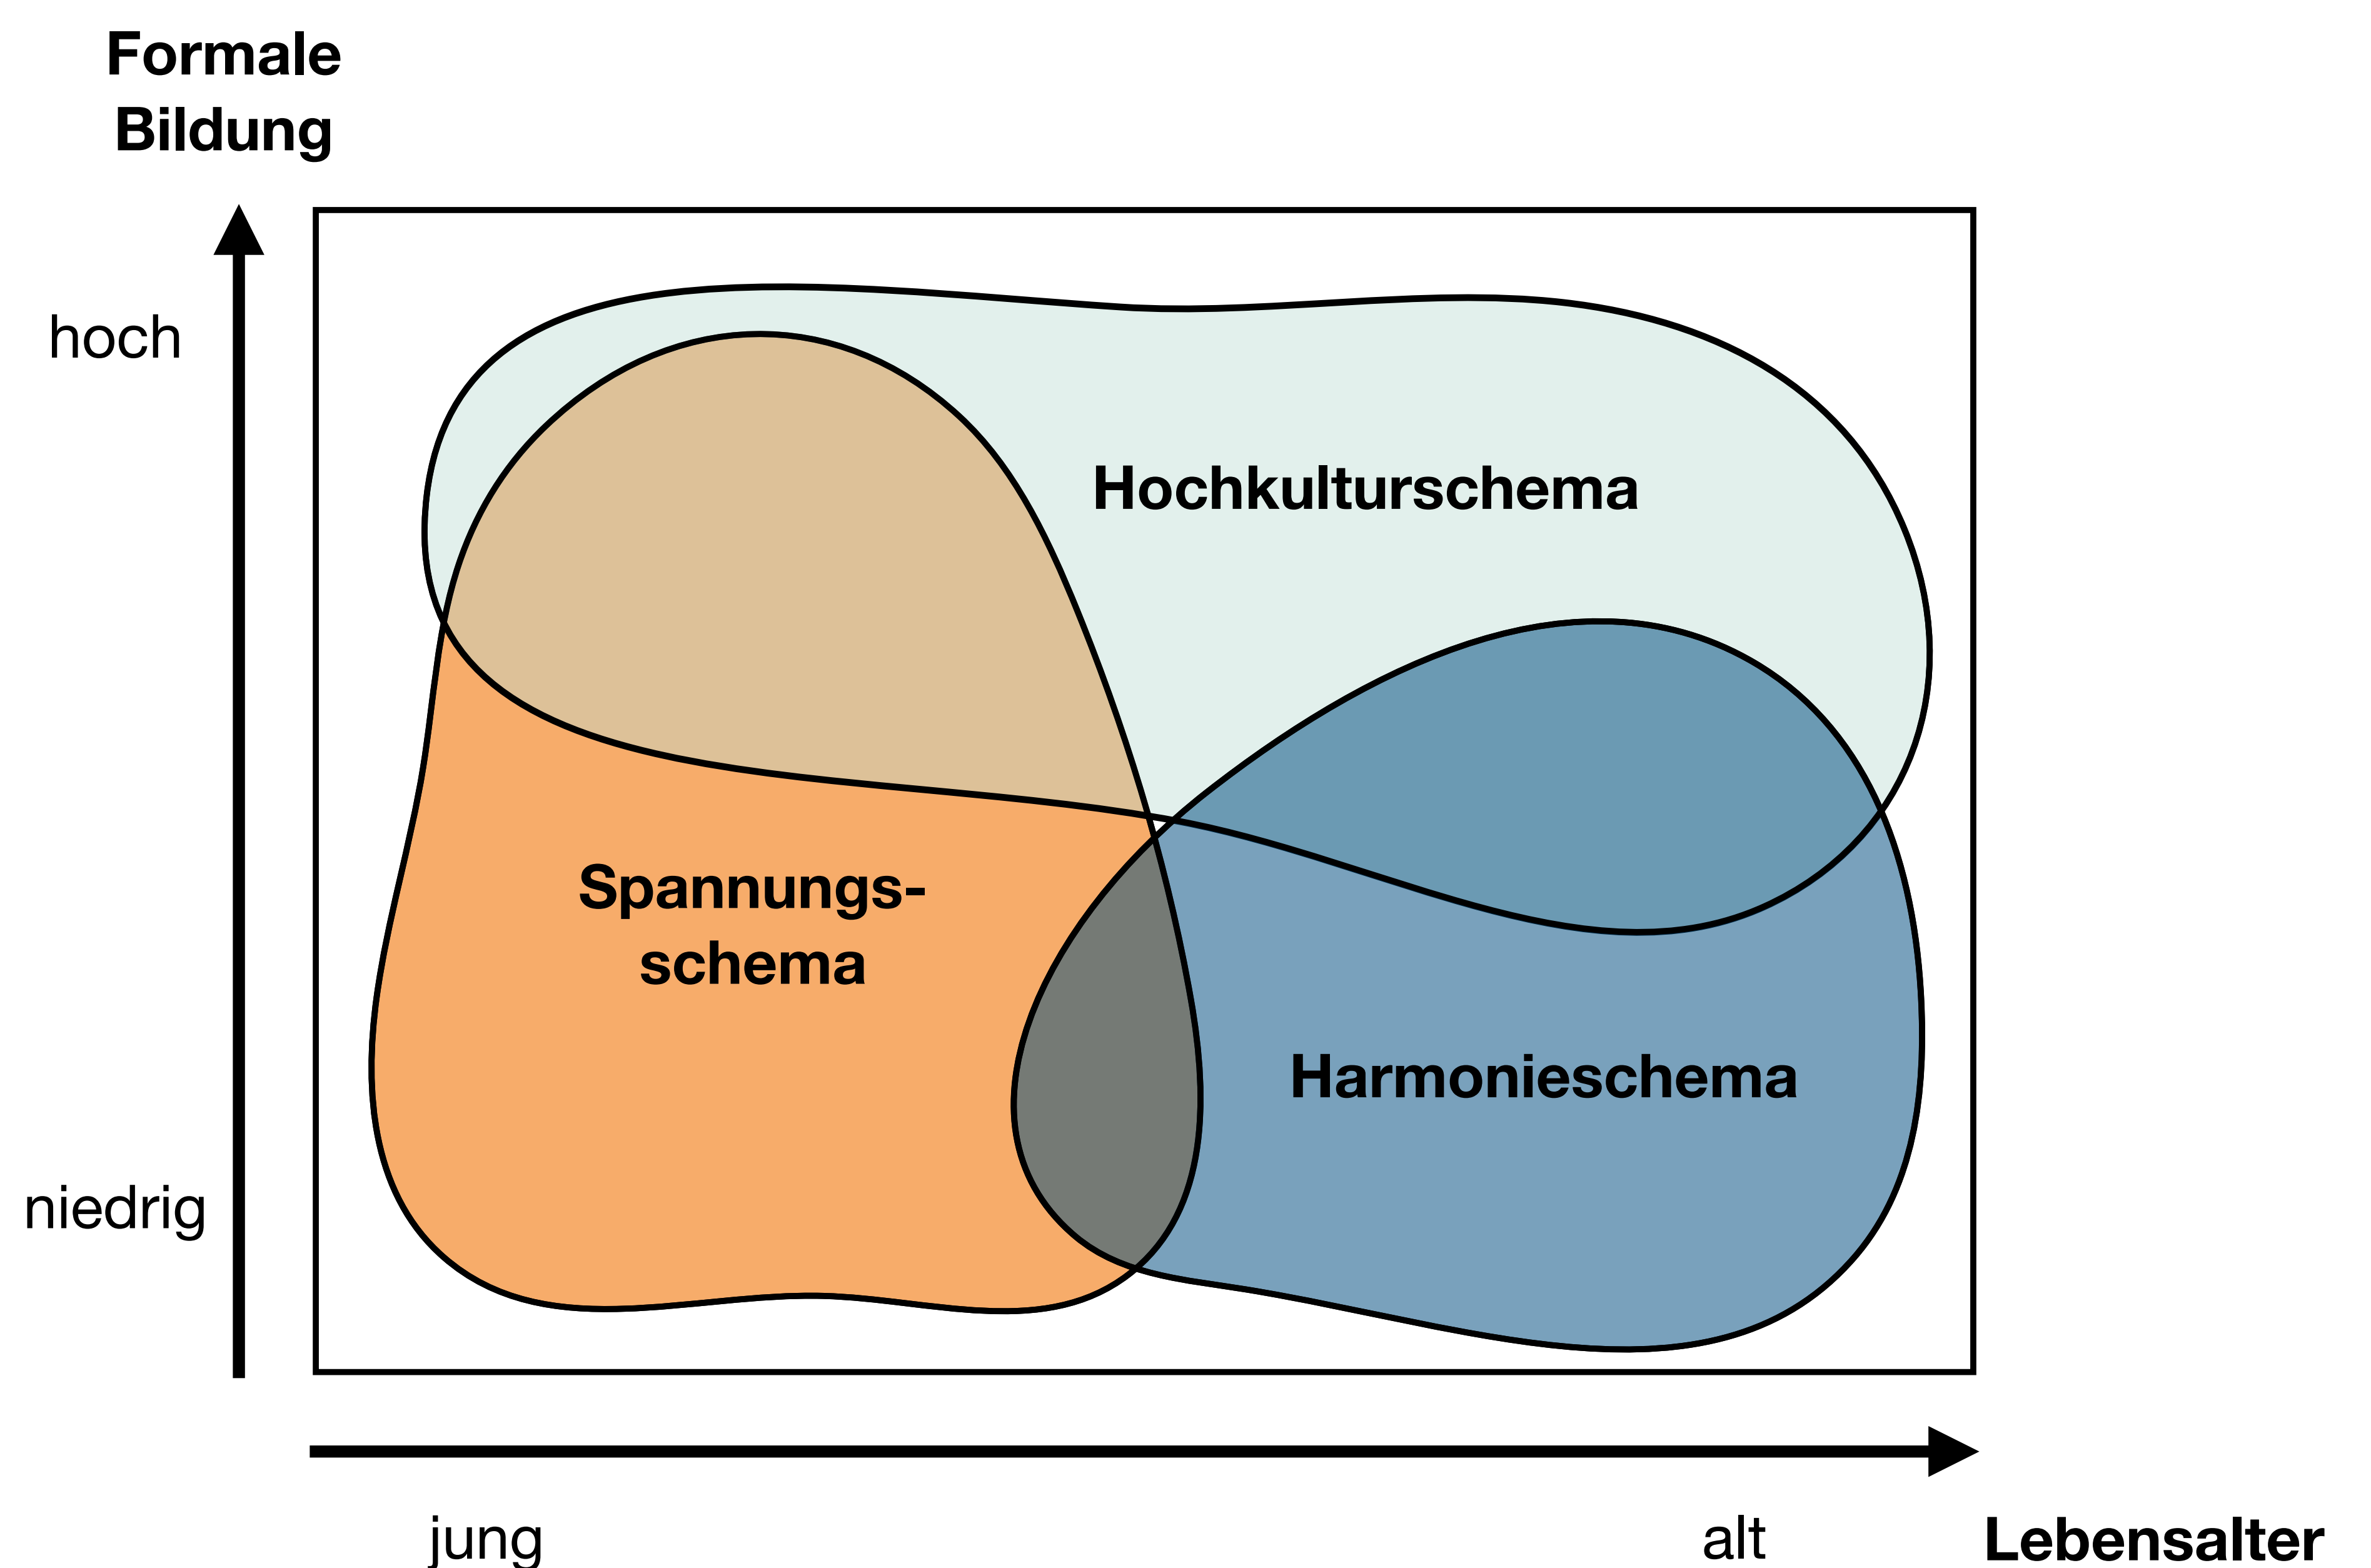 Formale
Bildung
hoch
Hochkulturschema
Spannungs-
schema
Harmonieschema
niedrig
jung
alt
Lebensalter